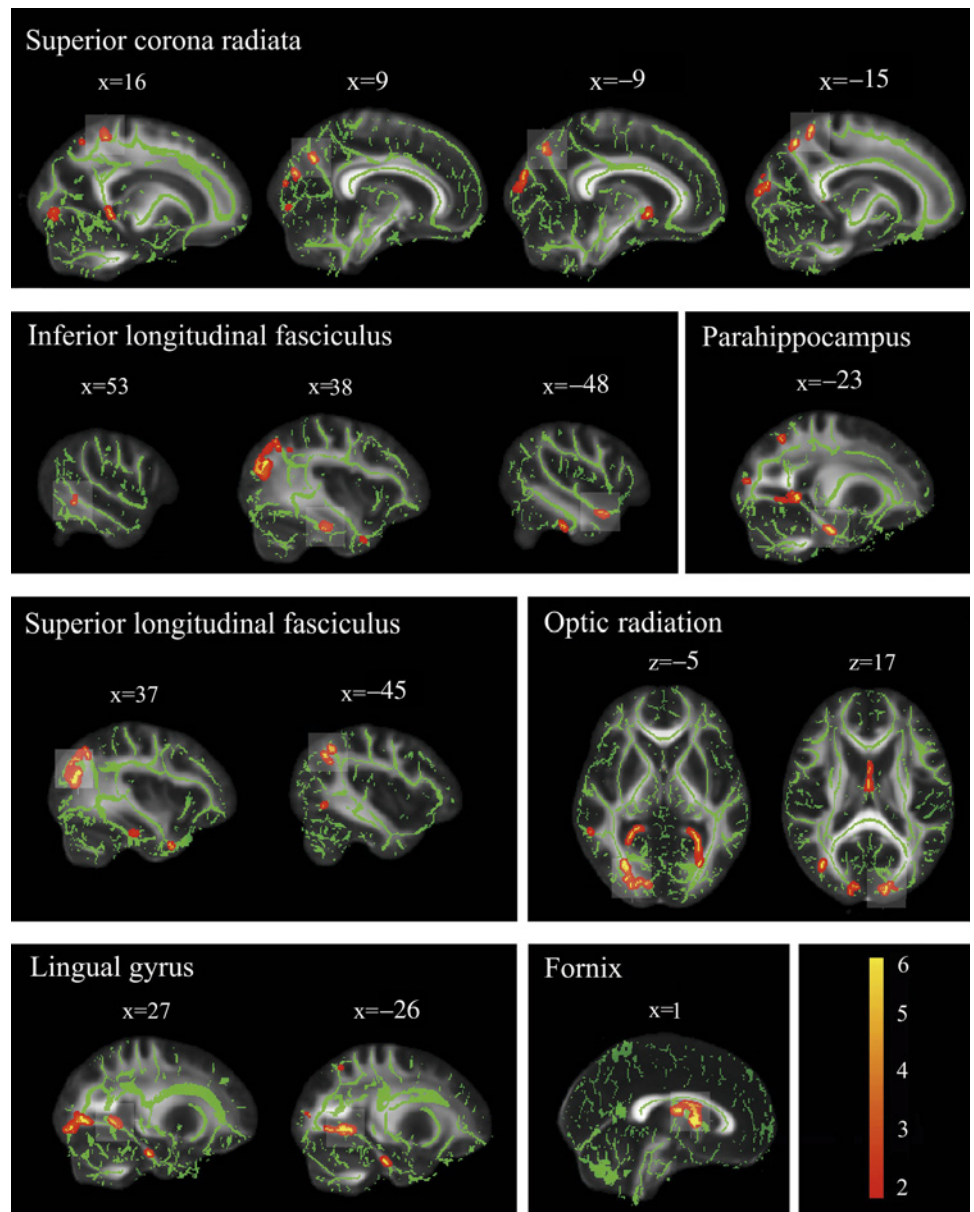 Superior corona radiata
x=16 x=9 x=−9 x=−15
Inferior longitudinal fasciculus
x=53 x=38 x=−48
Parahippocampus
x=−23
Superior longitudinal fasciculus
x=37 x=−45
Optic radiation
z=−5 z=17
Lingual gyrus
x=27 x=−26
Fornix
x=1
6
5
4
3
2